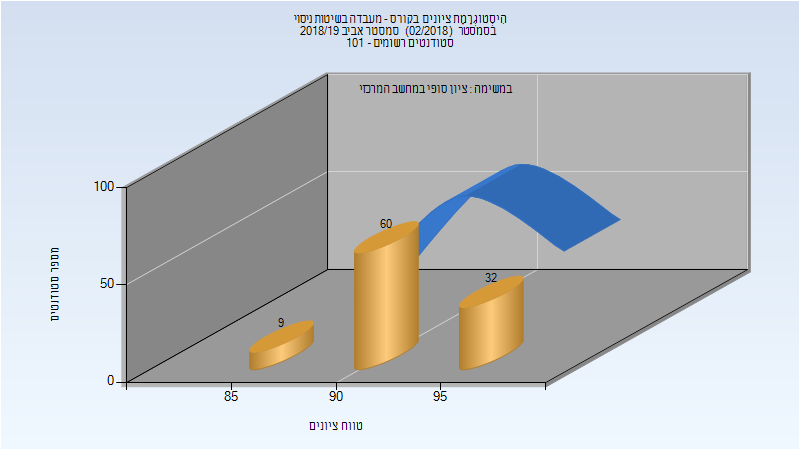 היסטוגרמת ציונים בקורס - מעבדה בשיטות ניסוי
בסמסטר (02/2018) סמסטר אביב 2018/19
סטודנטים רשומים - 101
במשימה : ציון סופי במחשב המרכזי
100
50
0
מספר סטודנטים
9
60
32
85
90
95
טווח ציונים